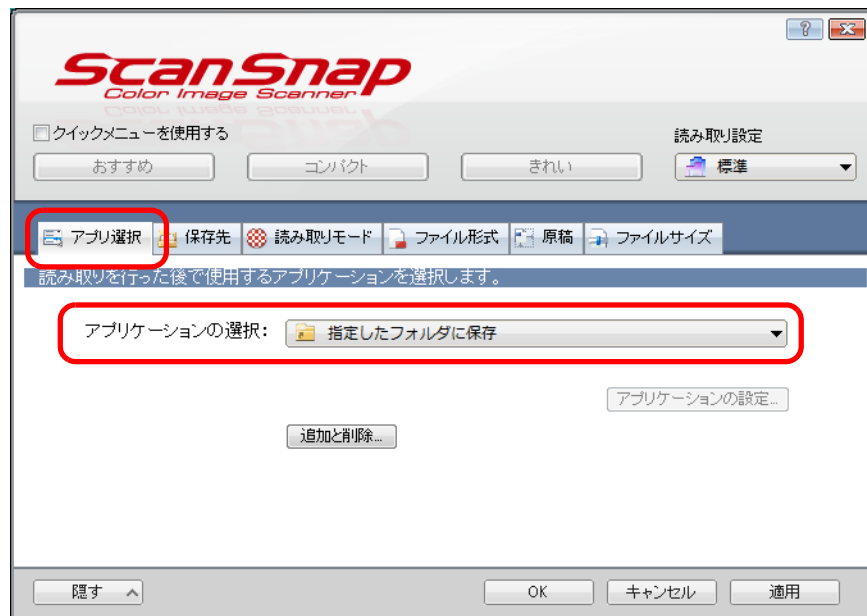 ScanSnap
Color Image Scanner
クイックメニューを使用する
読み取り設定
おすすめ コンパクト きれい 標準
アプリ選択 保存先 読み取りモード ファイル形式 原稿 ファイルサイズ
読み取りを行った後で使用するアプリケーションを選択します。
アプリケーションの選択: 指定したフォルダに保存
アプリケーションの設定...
追加と削除...
隠す OK キャンセル 適用